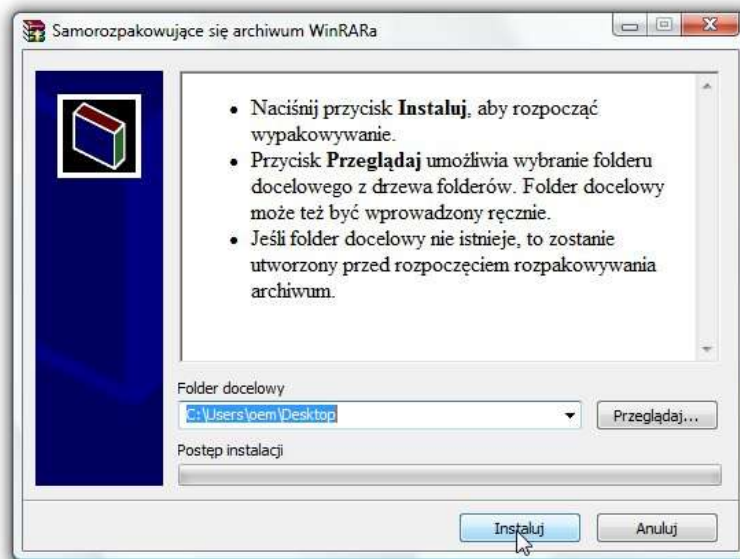 Samorozpakowujące się archiwum WinRARa
Naciśnij przycisk Instaluj, aby rozpocząć
wypakowywanie.
Przycisk Przeglądaj umożliwia wybranie folderu
docelowego z drzewa folderów. Folder docelowy
może też być wprowadzony ręcznie.
Jeśli folder docelowy nie istnieje, to zostanie
utworzony przed rozpoczęciem rozpakowywania
archiwum.
Folder docelowy
C:\Users\oem\Desktop
Przeglądaj...
Postęp instalacji
Instaluj
Anuluj